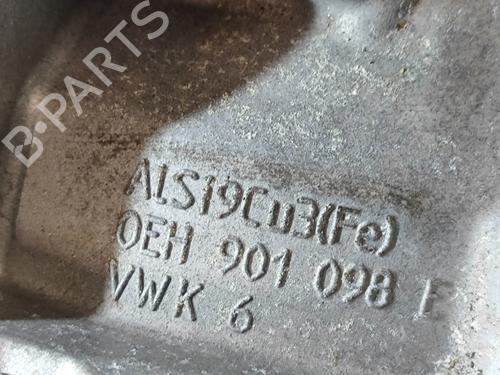 B-PARTS
ALSI9Cu3(Fe)
0EH 901 098 E
VWK 6